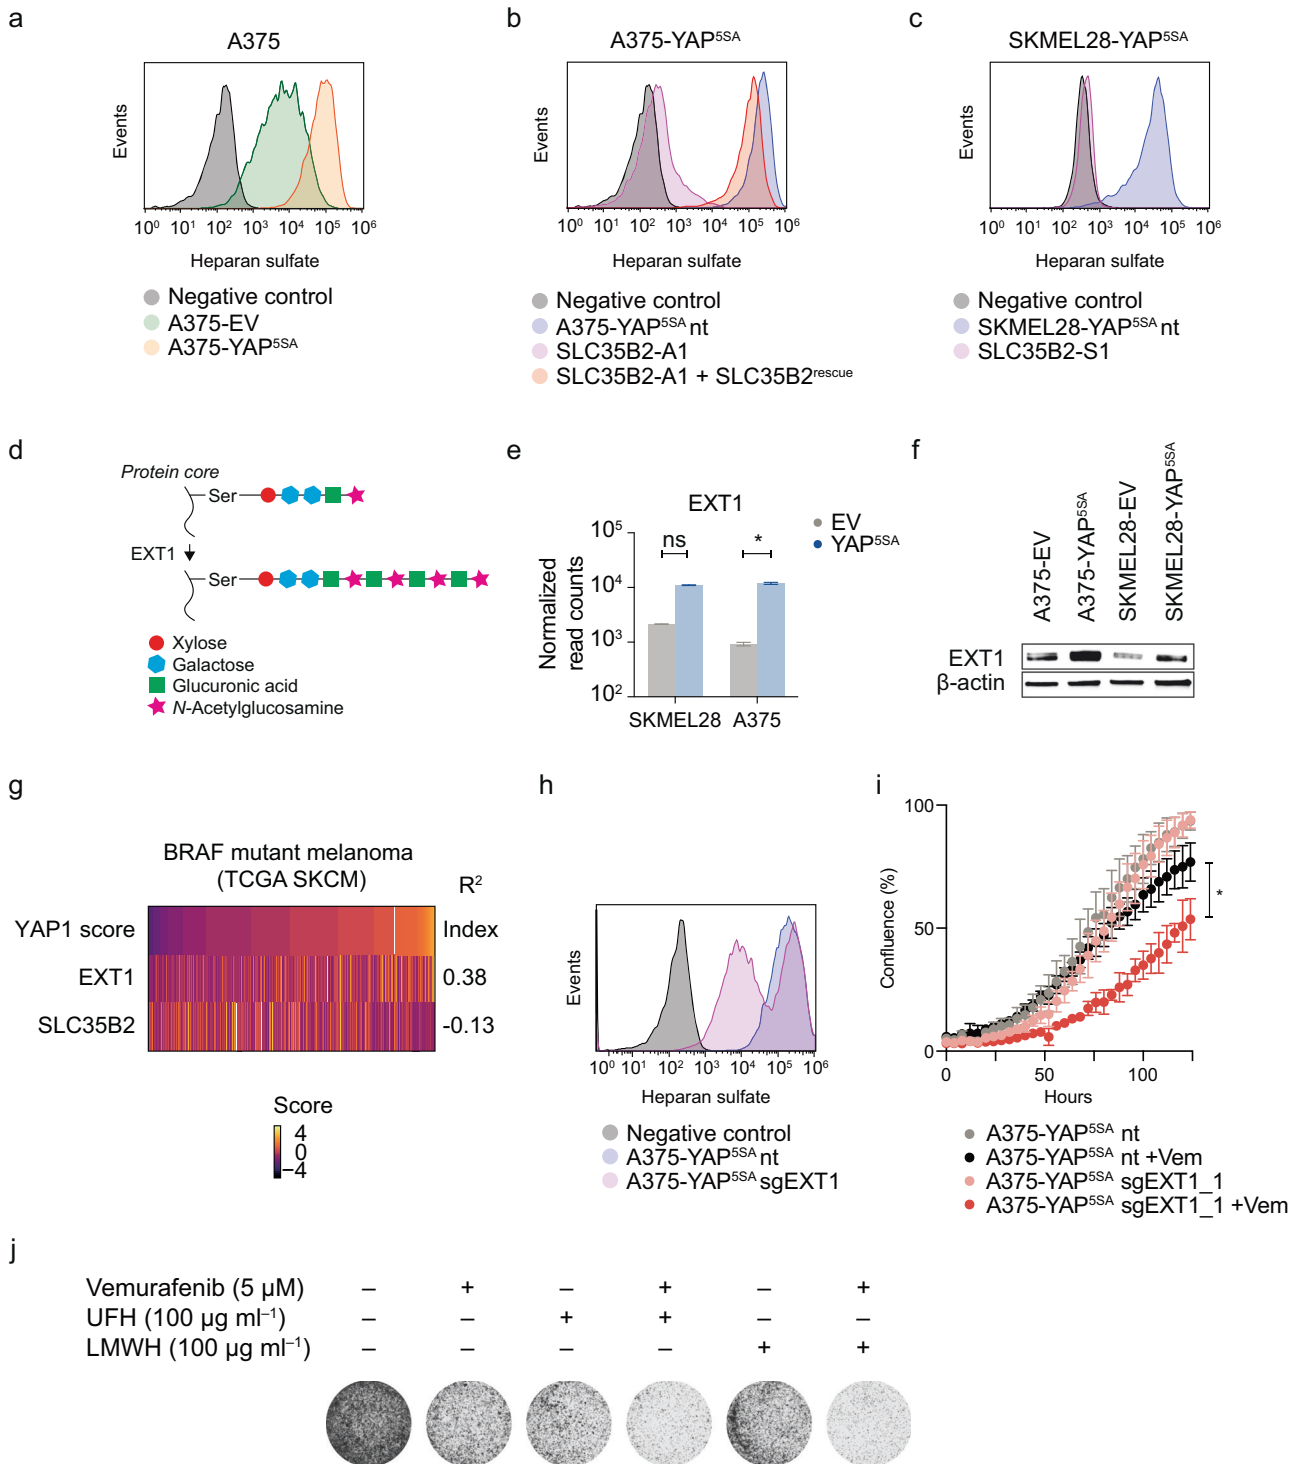 a
A375
Events
10⁰ 10¹ 10² 10³ 10⁴ 10⁵ 10⁶
Heparan sulfate
Negative control
A375-EV
A375-YAP⁵ˢᴬ
b
A375-YAP⁵ˢᴬ
Events
10⁰ 10¹ 10² 10³ 10⁴ 10⁵ 10⁶
Heparan sulfate
Negative control
A375-YAP⁵ˢᴬ nt
SLC35B2-A1
SLC35B2-A1 + SLC35B2ʳᵉˢᶜᵘᵉ
c
SKMEL28-YAP⁵ˢᴬ
Events
10⁰ 10¹ 10² 10³ 10⁴ 10⁵ 10⁶
Heparan sulfate
Negative control
SKMEL28-YAP⁵ˢᴬ nt
SLC35B2-S1
d
Protein core
Ser
EXT1
Ser
Xylose
Galactose
Glucuronic acid
N-Acetylglucosamine
e
EXT1
EV
YAP⁵ˢᴬ
Normalized
read counts
10⁵
10⁴
10³
10²
ns
*
SKMEL28 A375
f
A375-EV
A375-YAP⁵ˢᴬ
SKMEL28-EV
SKMEL28-YAP⁵ˢᴬ
EXT1
β-actin
g
BRAF mutant melanoma
(TCGA SKCM)
R²
YAP1 score Index
EXT1 0.38
SLC35B2 -0.13
Score
4
0
−4
h
Events
10⁰ 10¹ 10² 10³ 10⁴ 10⁵ 10⁶
Heparan sulfate
Negative control
A375-YAP⁵ˢᴬ nt
A375-YAP⁵ˢᴬ sgEXT1
i
Confluence (%)
100
50
0
*
0 50 100
Hours
A375-YAP⁵ˢᴬ nt
A375-YAP⁵ˢᴬ nt +Vem
A375-YAP⁵ˢᴬ sgEXT1_1
A375-YAP⁵ˢᴬ sgEXT1_1 +Vem
j
Vemurafenib (5 µM) – + – + – +
UFH (100 µg ml⁻¹) – – + + – –
LMWH (100 µg ml⁻¹) – – – – + +